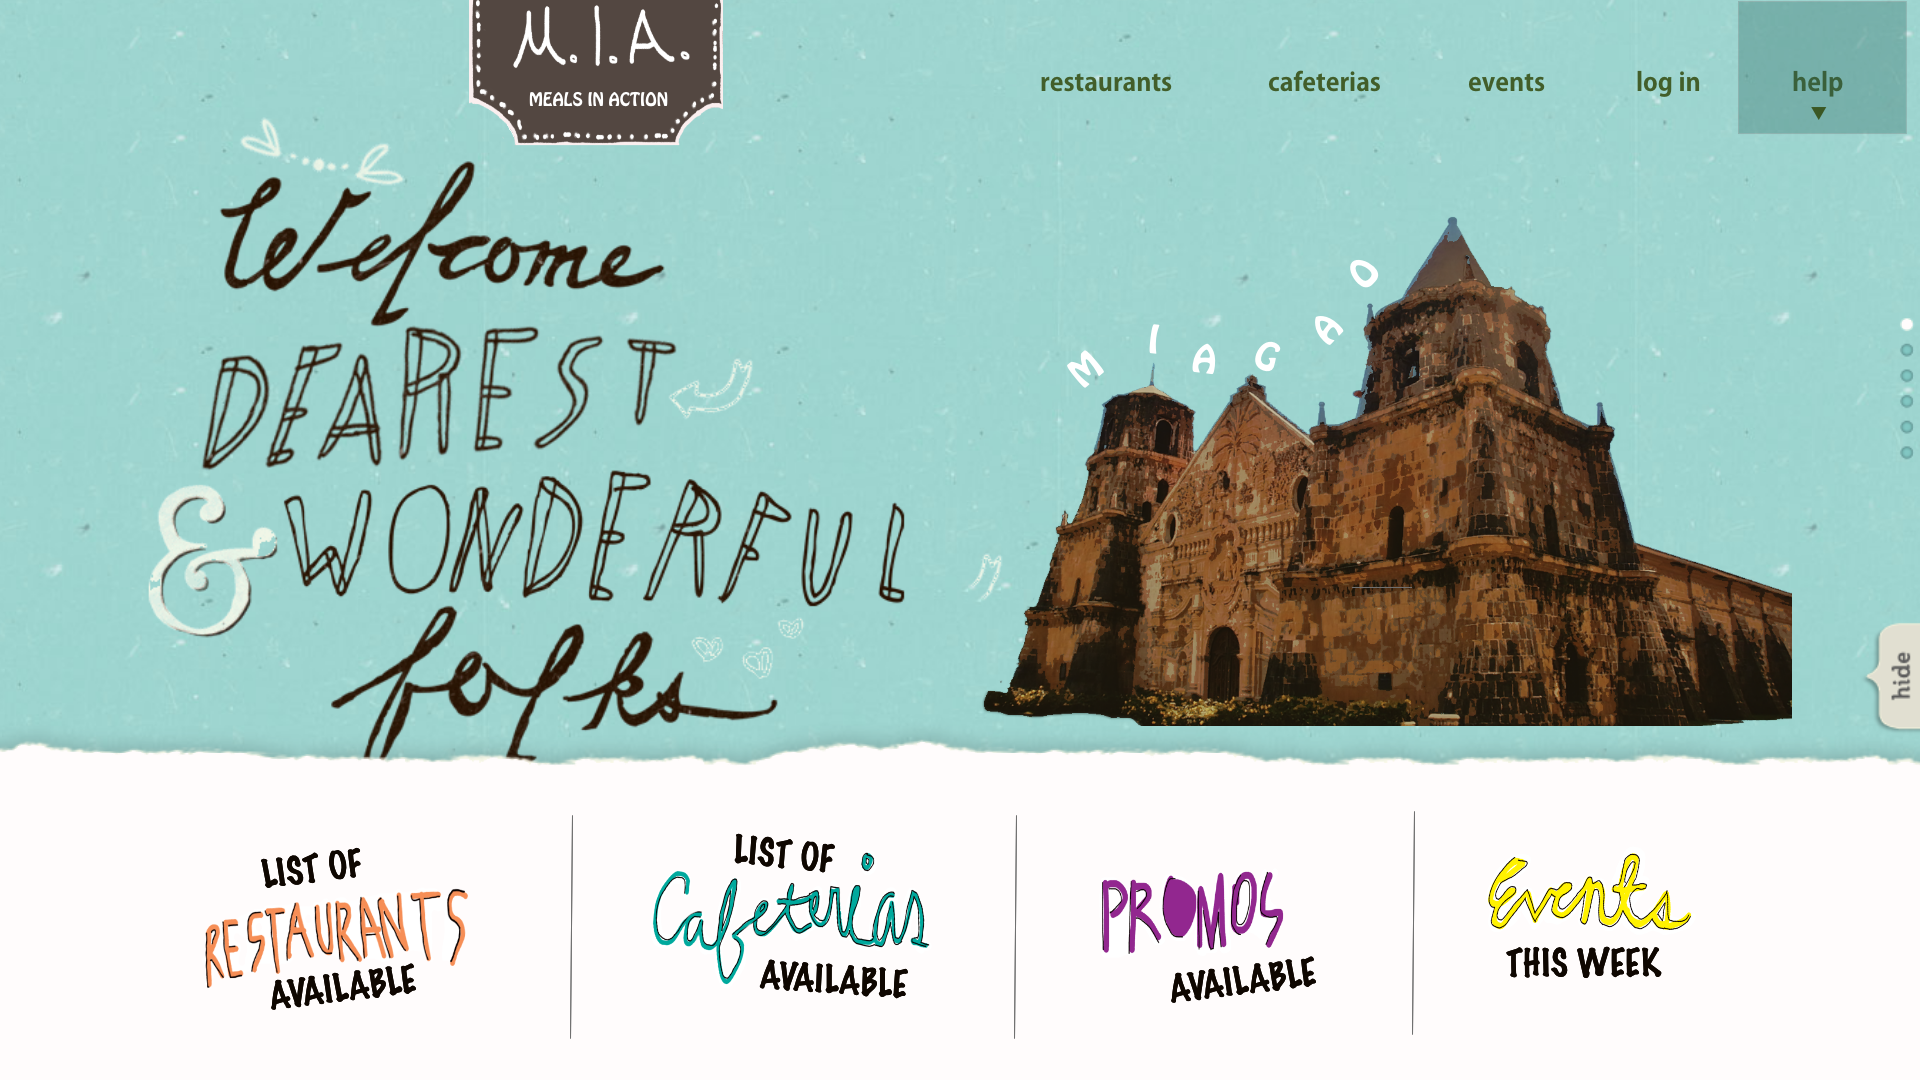 M.I.A.
MEALS IN ACTION
restaurants cafeterias events log in help
Welcome
DEAREST
& WONDERFUL
folks
MIAGAO
hide
LIST OF
RESTAURANTS
AVAILABLE
LIST OF
Cafeterias
AVAILABLE
PROMOS
AVAILABLE
Events
THIS WEEK